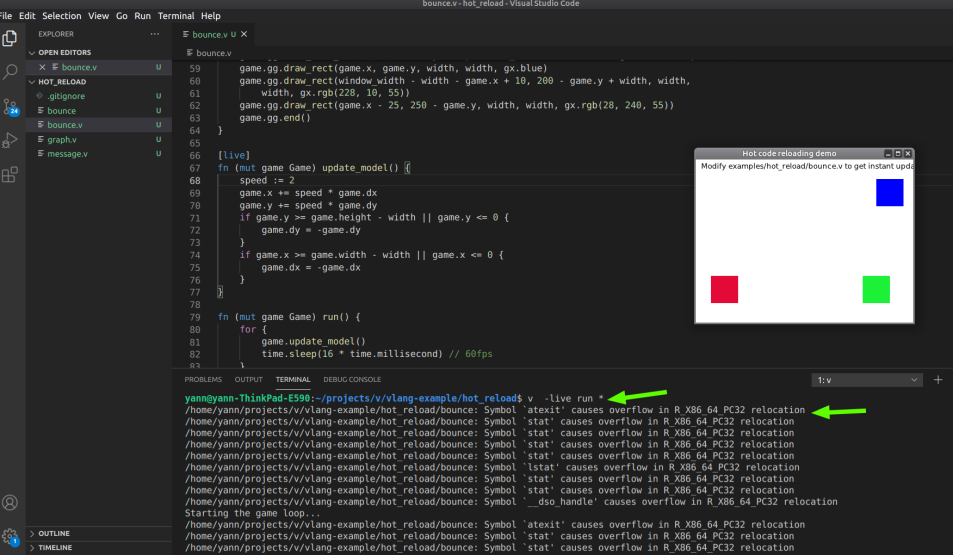 bounce.v - hot_reload - Visual Studio Code
File Edit Selection View Go Run Terminal Help
EXPLORER
OPEN EDITORS
bounce.v U
HOT_RELOAD
.gitignore U
bounce U
bounce.v U
graph.v U
message.v U
24
1
OUTLINE
TIMELINE
bounce.v U
bounce.v
59 game.gg.draw_rect(game.x, game.y, width, width, gx.blue)
60 game.gg.draw_rect(window_width - width - game.x + 10, 200 - game.y + width, width,
61 width, gx.rgb(228, 10, 55))
62 game.gg.draw_rect(game.x - 25, 250 - game.y, width, width, gx.rgb(28, 240, 55))
63 game.gg.end()
64 }
65
66 [live]
67 fn (mut game Game) update_model() {
68 speed := 2
69 game.x += speed * game.dx
70 game.y += speed * game.dy
71 if game.y >= game.height - width || game.y <= 0 {
72 game.dy = -game.dy
73 }
74 if game.x >= game.width - width || game.x <= 0 {
75 game.dx = -game.dx
76 }
77 }
78
79 fn (mut game Game) run() {
80 for {
81 game.update_model()
82 time.sleep(16 * time.millisecond) // 60fps
83 }
Hot code reloading demo
Modify examples/hot_reload/bounce.v to get instant upda
PROBLEMS OUTPUT TERMINAL DEBUG CONSOLE
1: v
yann@yann-ThinkPad-E590:~/projects/v/vlang-example/hot_reload$ v  -live run *
/home/yann/projects/v/vlang-example/hot_reload/bounce: Symbol `atexit' causes overflow in R_X86_64_PC32 relocation
/home/yann/projects/v/vlang-example/hot_reload/bounce: Symbol `stat' causes overflow in R_X86_64_PC32 relocation
/home/yann/projects/v/vlang-example/hot_reload/bounce: Symbol `stat' causes overflow in R_X86_64_PC32 relocation
/home/yann/projects/v/vlang-example/hot_reload/bounce: Symbol `stat' causes overflow in R_X86_64_PC32 relocation
/home/yann/projects/v/vlang-example/hot_reload/bounce: Symbol `stat' causes overflow in R_X86_64_PC32 relocation
/home/yann/projects/v/vlang-example/hot_reload/bounce: Symbol `lstat' causes overflow in R_X86_64_PC32 relocation
/home/yann/projects/v/vlang-example/hot_reload/bounce: Symbol `stat' causes overflow in R_X86_64_PC32 relocation
/home/yann/projects/v/vlang-example/hot_reload/bounce: Symbol `stat' causes overflow in R_X86_64_PC32 relocation
/home/yann/projects/v/vlang-example/hot_reload/bounce: Symbol `__dso_handle' causes overflow in R_X86_64_PC32 relocation
Starting the game loop...
/home/yann/projects/v/vlang-example/hot_reload/bounce: Symbol `atexit' causes overflow in R_X86_64_PC32 relocation
/home/yann/projects/v/vlang-example/hot_reload/bounce: Symbol `stat' causes overflow in R_X86_64_PC32 relocation
/home/yann/projects/v/vlang-example/hot_reload/bounce: Symbol `stat' causes overflow in R_X86_64_PC32 relocation